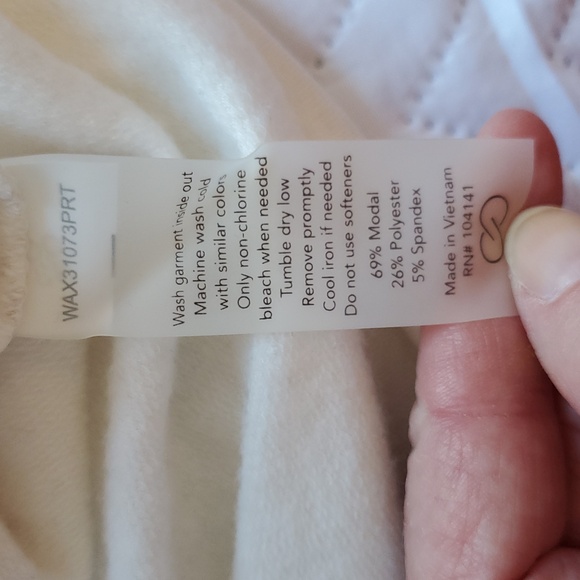 WAX31073PRT
Wash garment inside out
Machine wash cold
with similar colors
Only non-chlorine
bleach when needed
Tumble dry low
Remove promptly
Cool iron if needed
Do not use softeners
69% Modal
26% Polyester
5% Spandex
Made in Vietnam
RN# 104141